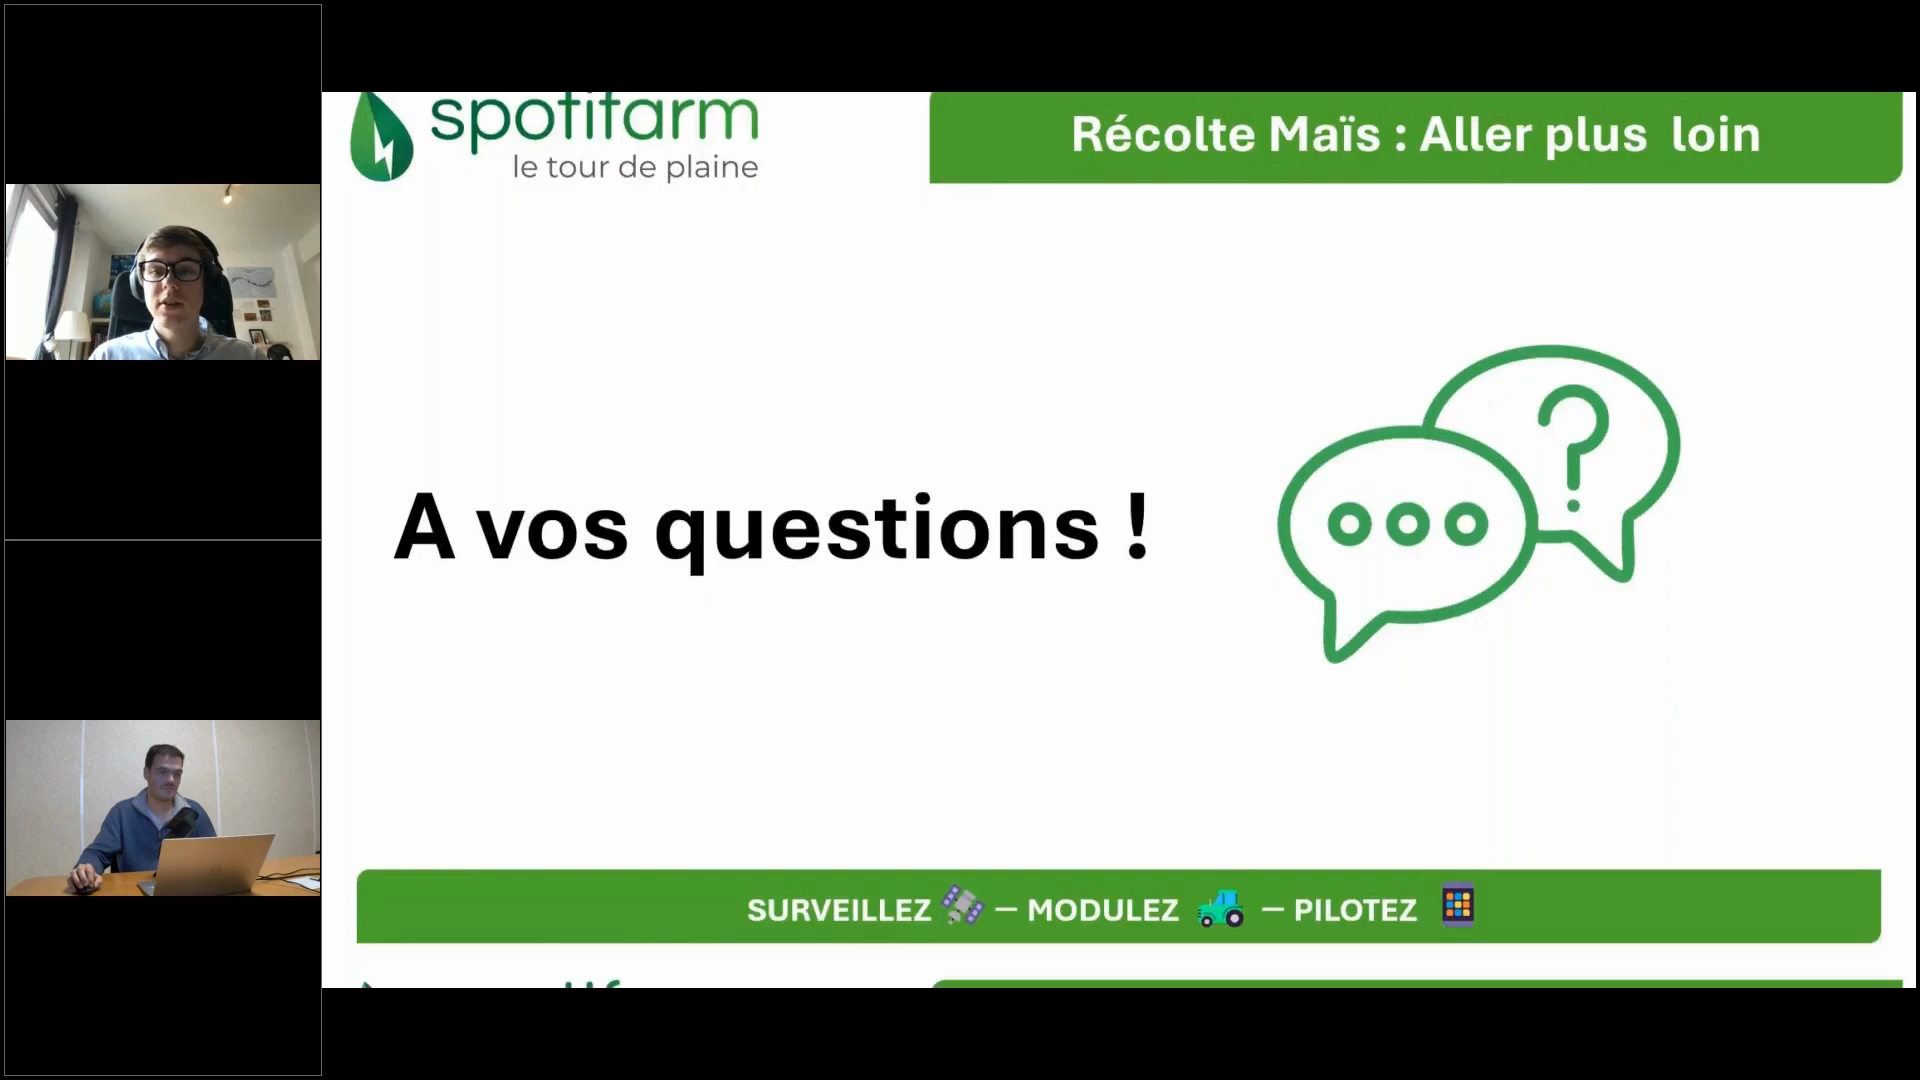 spotifarm
le tour de plaine
Récolte Maïs : Aller plus loin
A vos questions !
SURVEILLEZ — MODULEZ — PILOTEZ